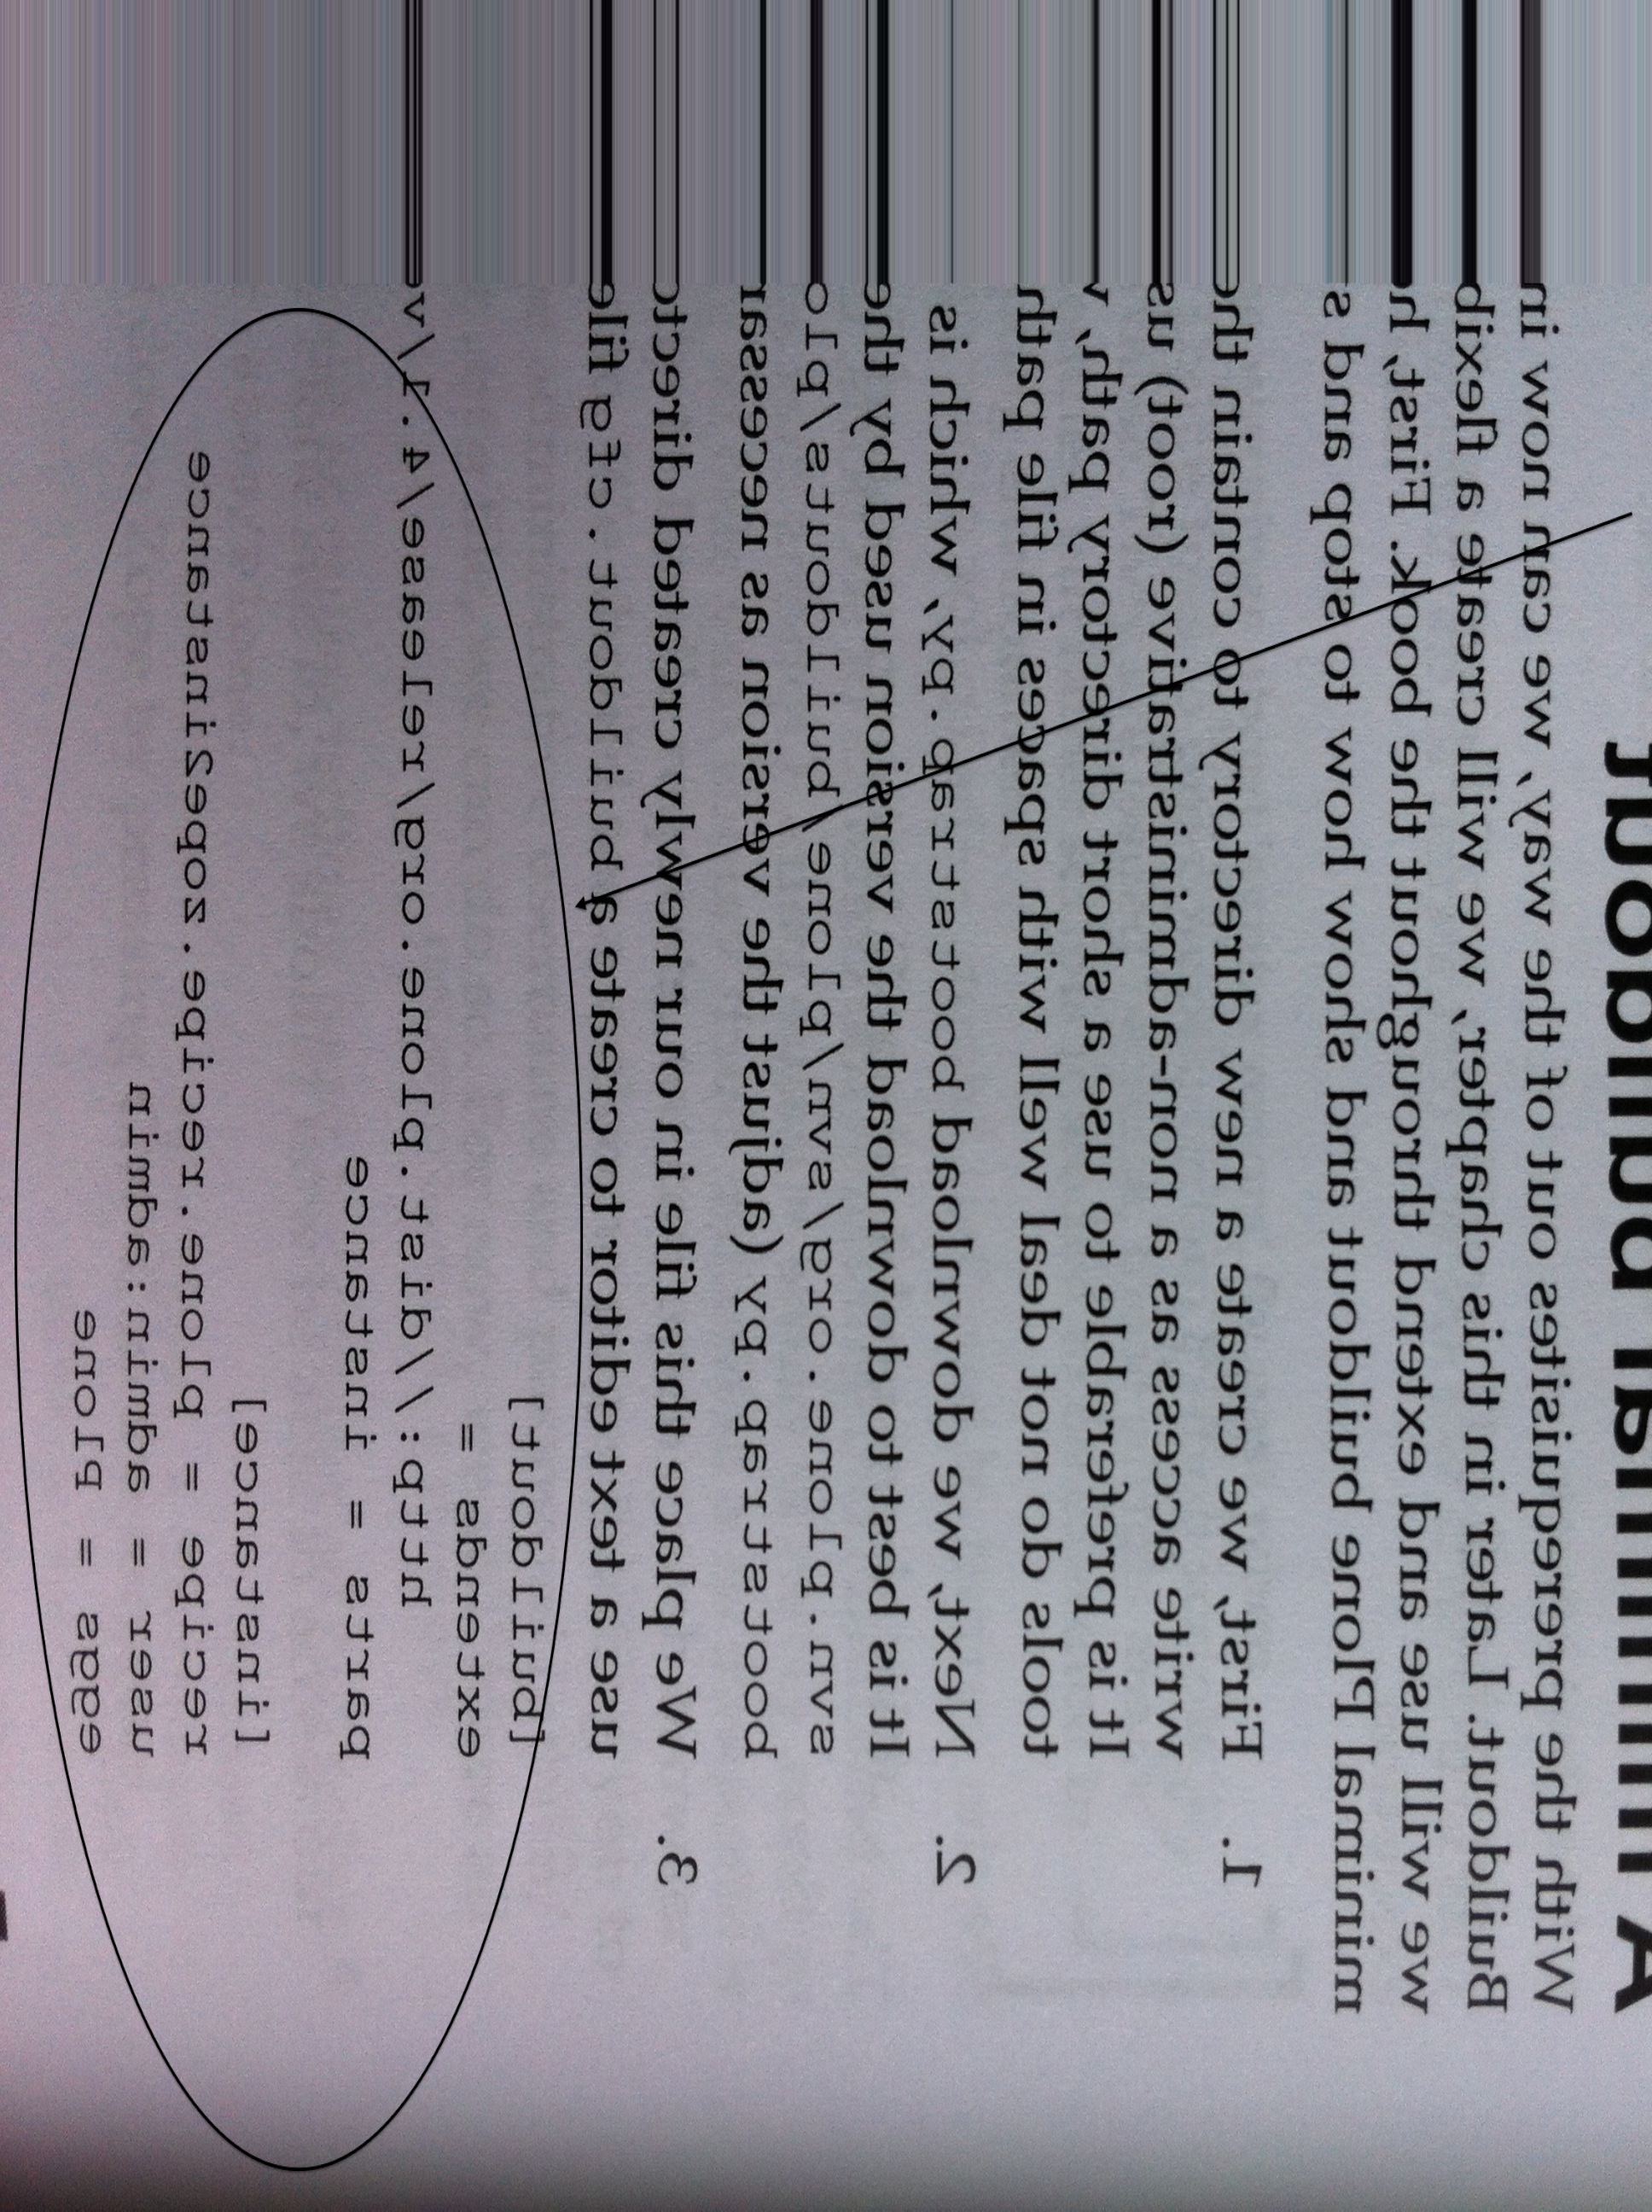 A minimal buildout
With the prerequisites out of the way, we can now in
Buildout. Later in this chapter, we will create a flexib
we will use and extend throughout the book. First, h
minimal Plone buildout and show how to stop and s
1. First, we create a new directory to contain the
write access as a non-administrative (root) us
It is preferable to use a short directory path,
tools do not deal well with spaces in file path
2. Next, we download bootstrap.py, which is
It is best to download the version used by the
svn.plone.org/svn/plone/buildouts/plo
bootstrap.py (adjust the version as necessar
3. We place this file in our newly created direct
use a text editor to create a buildout.cfg file
[buildout]
extends =
http://dist.plone.org/release/4.1/ve
parts = instance
[instance]
recipe = plone.recipe.zope2instance
user = admin:admin
eggs = Plone